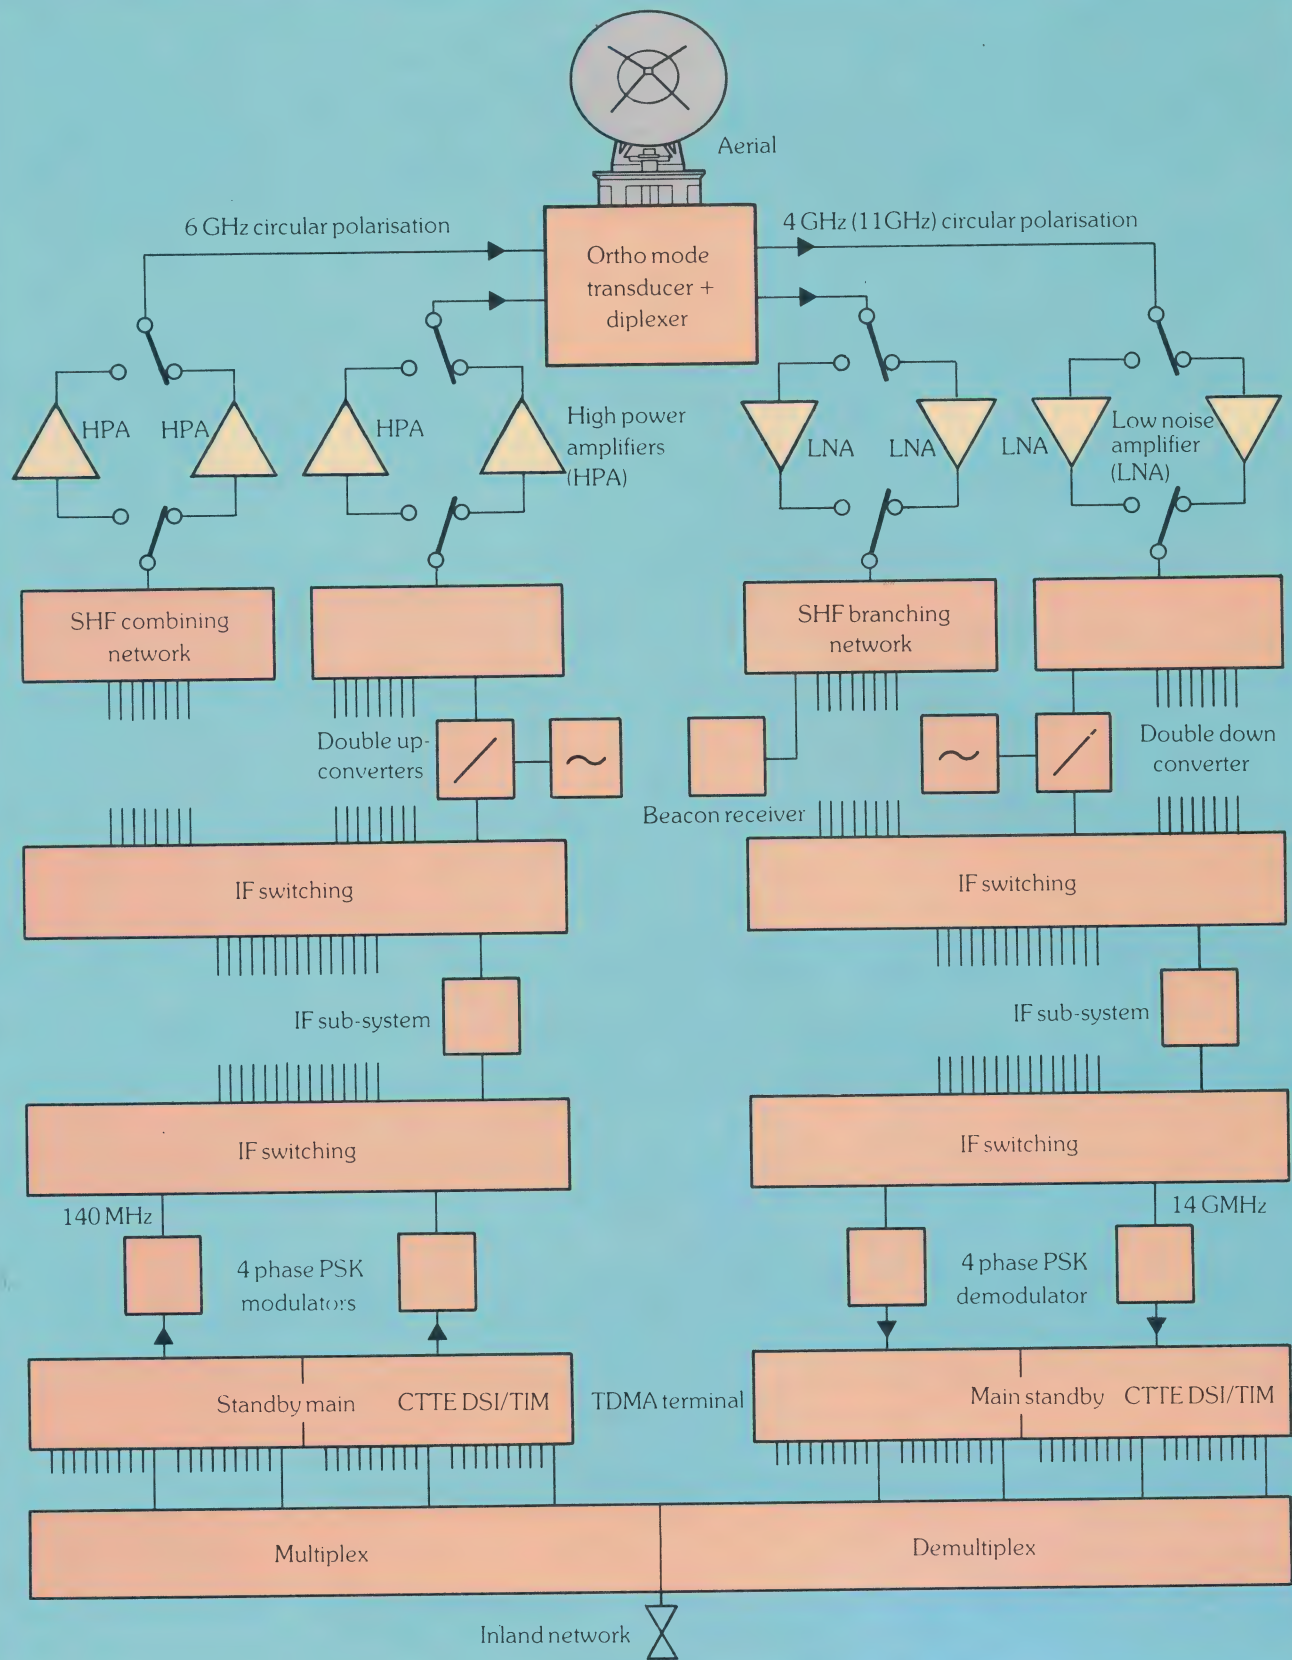 Aerial
6 GHz circular polarisation
4 GHz (11GHz) circular polarisation
Ortho mode
transducer +
diplexer
HPA
HPA
HPA
High power
amplifiers
(HPA)
LNA
LNA
LNA
Low noise
amplifier
(LNA)
SHF combining
network
SHF branching
network
Double up-
converters
Beacon receiver
Double down
converter
IF switching
IF switching
IF sub-system
IF sub-system
IF switching
IF switching
140 MHz
14 GMHz
4 phase PSK
modulators
4 phase PSK
demodulator
Standby main
CTTE DSI/TIM
TDMA terminal
Main standby
CTTE DSI/TIM
Multiplex
Demultiplex
Inland network